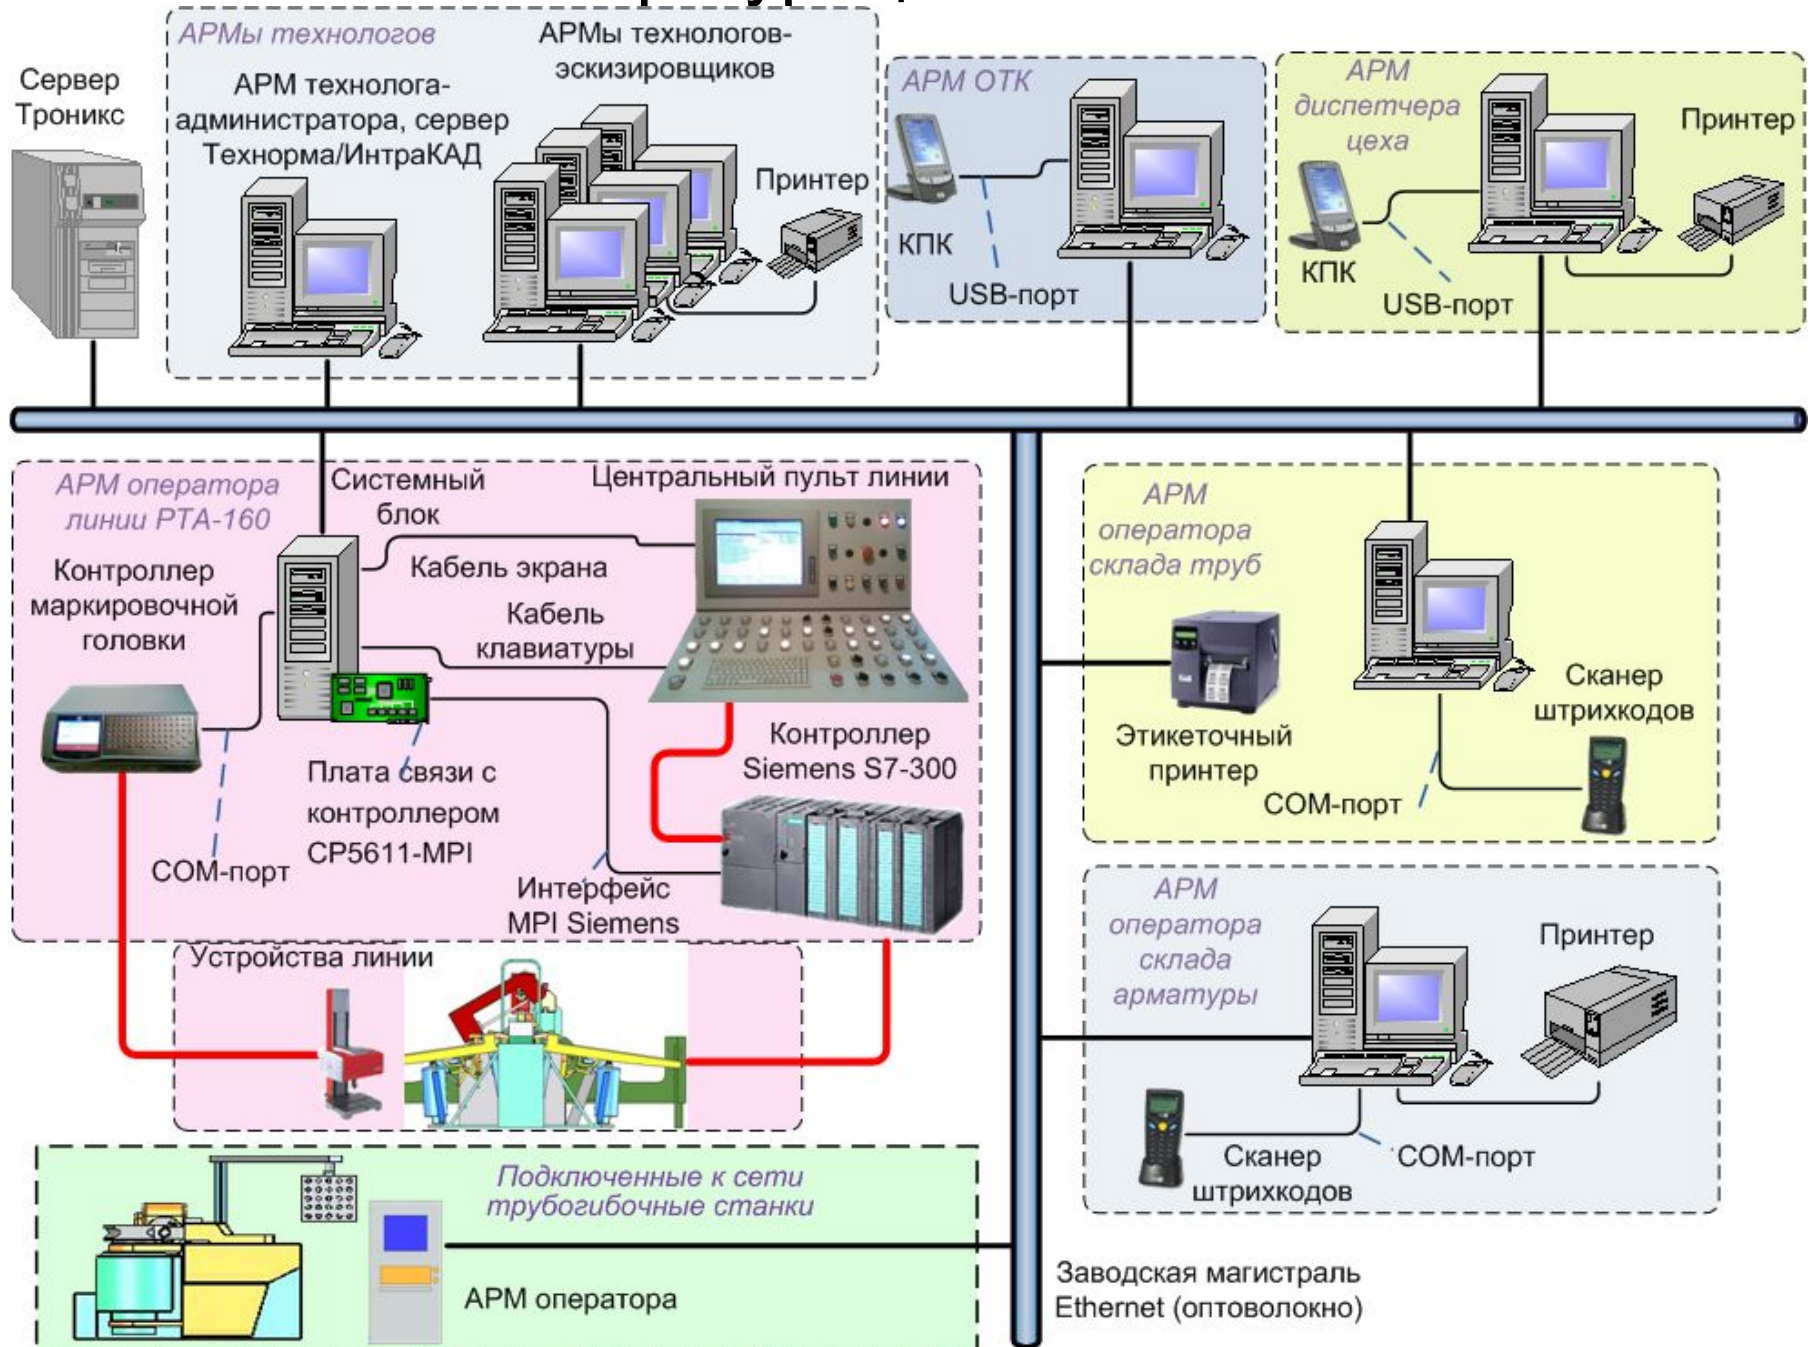 Сервер
Троникс
АРМы технологов
АРМ технолога-
администратора, сервер
Технорма/ИнтраКАД
АРМы технологов-
эскизировщиков
Принтер
АРМ ОТК
КПК
USB-порт
АРМ
диспетчера
цеха
КПК
USB-порт
Принтер
АРМ оператора
линии РТА-160
Системный
блок
Центральный пульт линии
Контроллер
маркировочной
головки
Кабель экрана
Кабель
клавиатуры
Контроллер
Siemens S7-300
Плата связи с
контроллером
CP5611-MPI
COM-порт
Интерфейс
MPI Siemens
Устройства линии
АРМ
оператора
склада труб
Этикеточный
принтер
Сканер
штрихкодов
COM-порт
АРМ
оператора
склада
арматуры
Принтер
Сканер
штрихкодов
COM-порт
Подключенные к сети
трубогибочные станки
АРМ оператора
Заводская магистраль
Ethernet (оптоволокно)